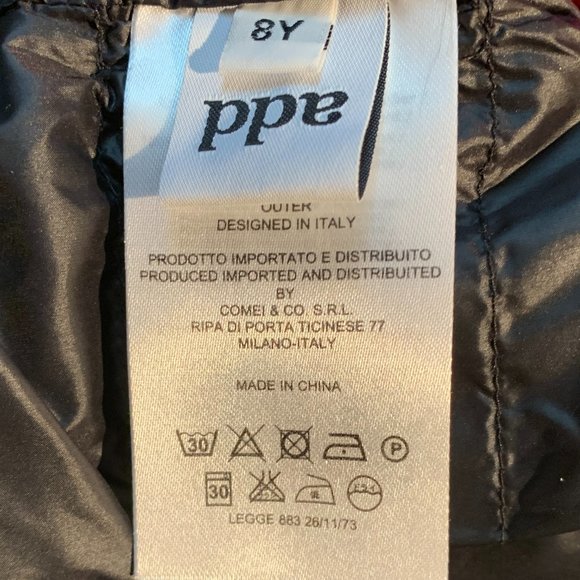 8Y
add
OUTER
DESIGNED IN ITALY
PRODOTTO IMPORTATO E DISTRIBUITO
PRODUCED IMPORTED AND DISTRIBUITED
BY
COMEI & CO. S.R.L.
RIPA DI PORTA TICINESE 77
MILANO-ITALY
MADE IN CHINA
30
P
30
LEGGE 883 26/11/73